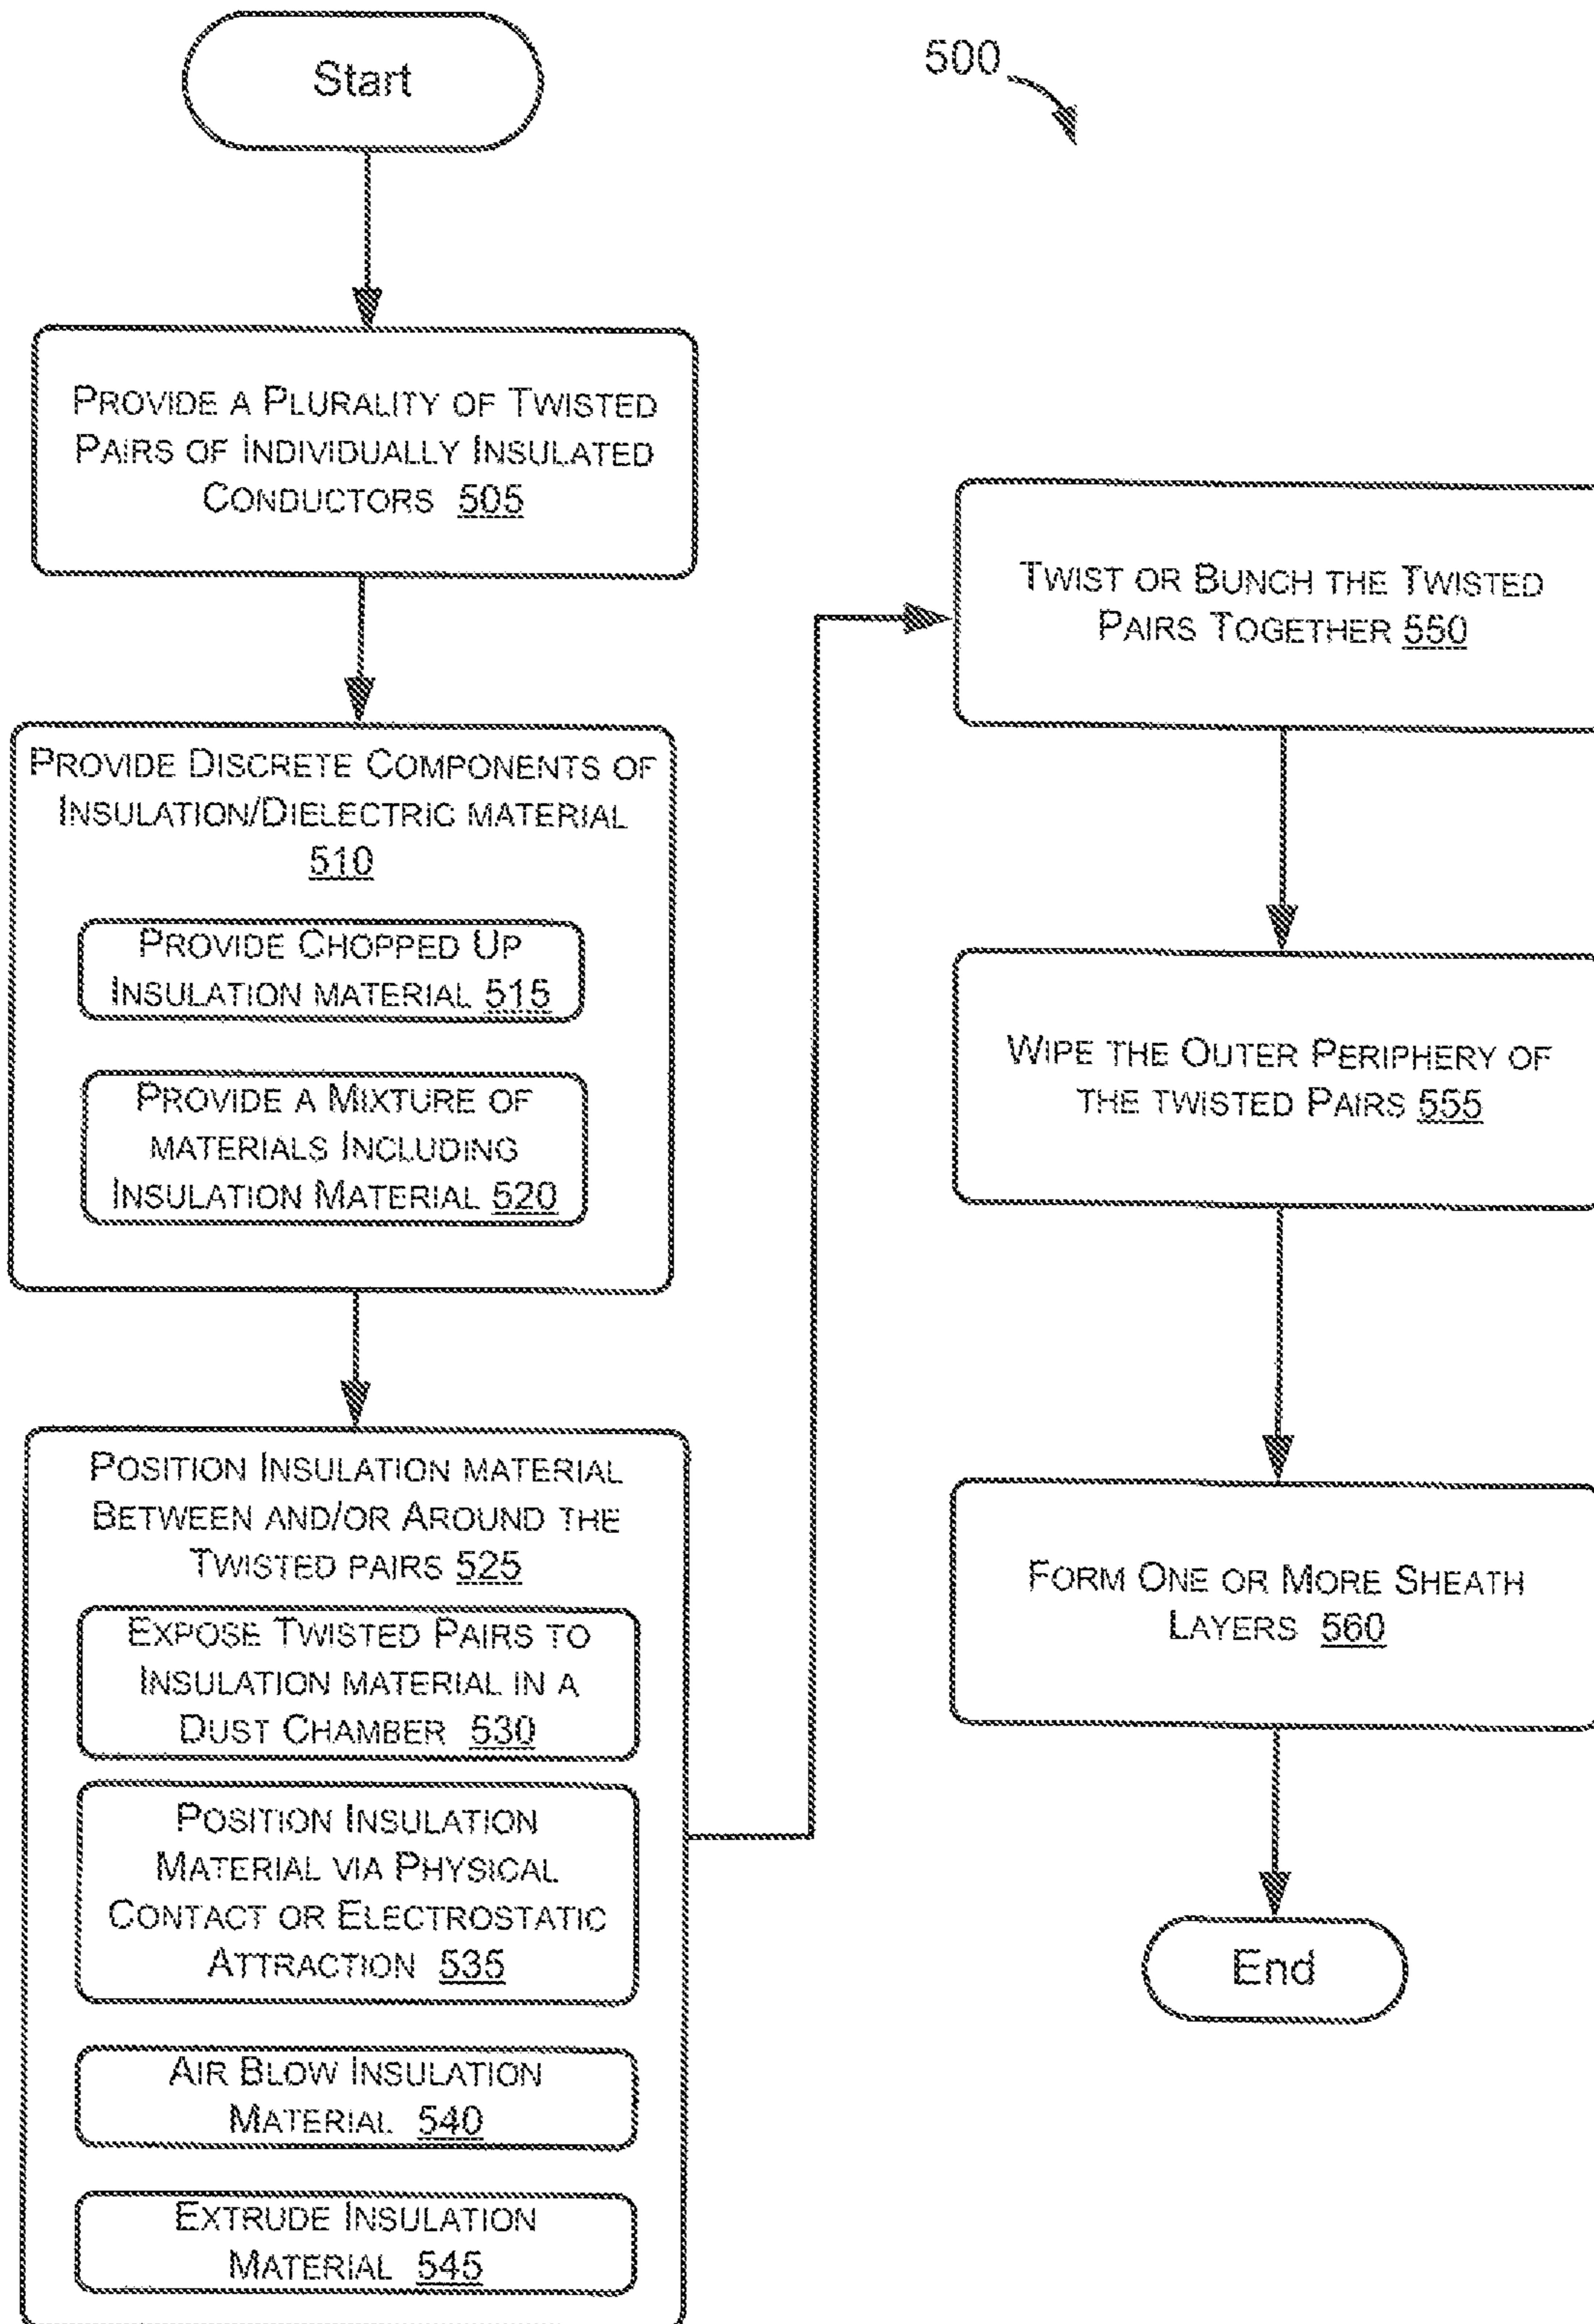 Start
500
PROVIDE A PLURALITY OF TWISTED
PAIRS OF INDIVIDUALLY INSULATED
CONDUCTORS 505
PROVIDE DISCRETE COMPONENTS OF
INSULATION/DIELECTRIC MATERIAL
510
PROVIDE CHOPPED UP
INSULATION MATERIAL 515
PROVIDE A MIXTURE OF
MATERIALS INCLUDING
INSULATION MATERIAL 520
POSITION INSULATION MATERIAL
BETWEEN AND/OR AROUND THE
TWISTED PAIRS 525
EXPOSE TWISTED PAIRS TO
INSULATION MATERIAL IN A
DUST CHAMBER 530
POSITION INSULATION
MATERIAL VIA PHYSICAL
CONTACT OR ELECTROSTATIC
ATTRACTION 535
AIR BLOW INSULATION
MATERIAL 540
EXTRUDE INSULATION
MATERIAL 545
TWIST OR BUNCH THE TWISTED
PAIRS TOGETHER 550
WIPE THE OUTER PERIPHERY OF
THE TWISTED PAIRS 555
FORM ONE OR MORE SHEATH
LAYERS 560
End